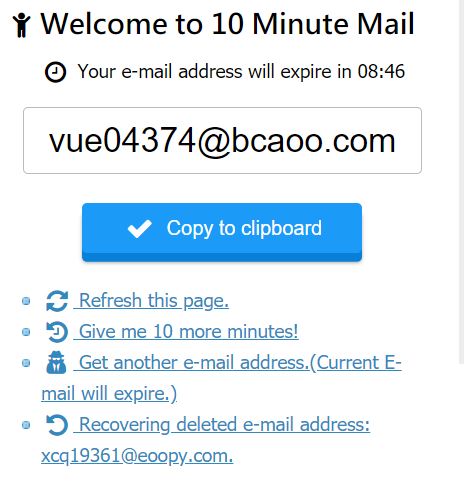 Welcome to 10 Minute Mail
Your e-mail address will expire in 08:46
vue04374@bcaoo.com
Copy to clipboard
Refresh this page.
Give me 10 more minutes!
Get another e-mail address.(Current E-
mail will expire.)
Recovering deleted e-mail address:
xcq19361@eoopy.com.